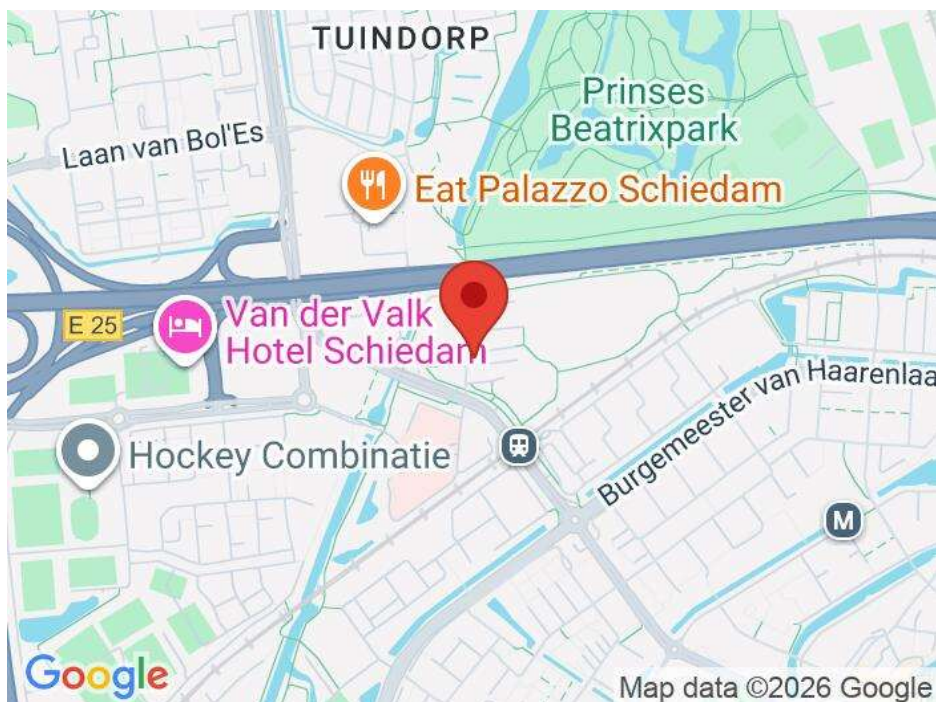 TUINDORP
Prinses
Beatrixpark
Laan van Bol'Es
Eat Palazzo Schiedam
E 25
Van der Valk
Hotel Schiedam
Burgemeester van Haarenlaa
Hockey Combinatie
M
Google
Map data ©2026 Google